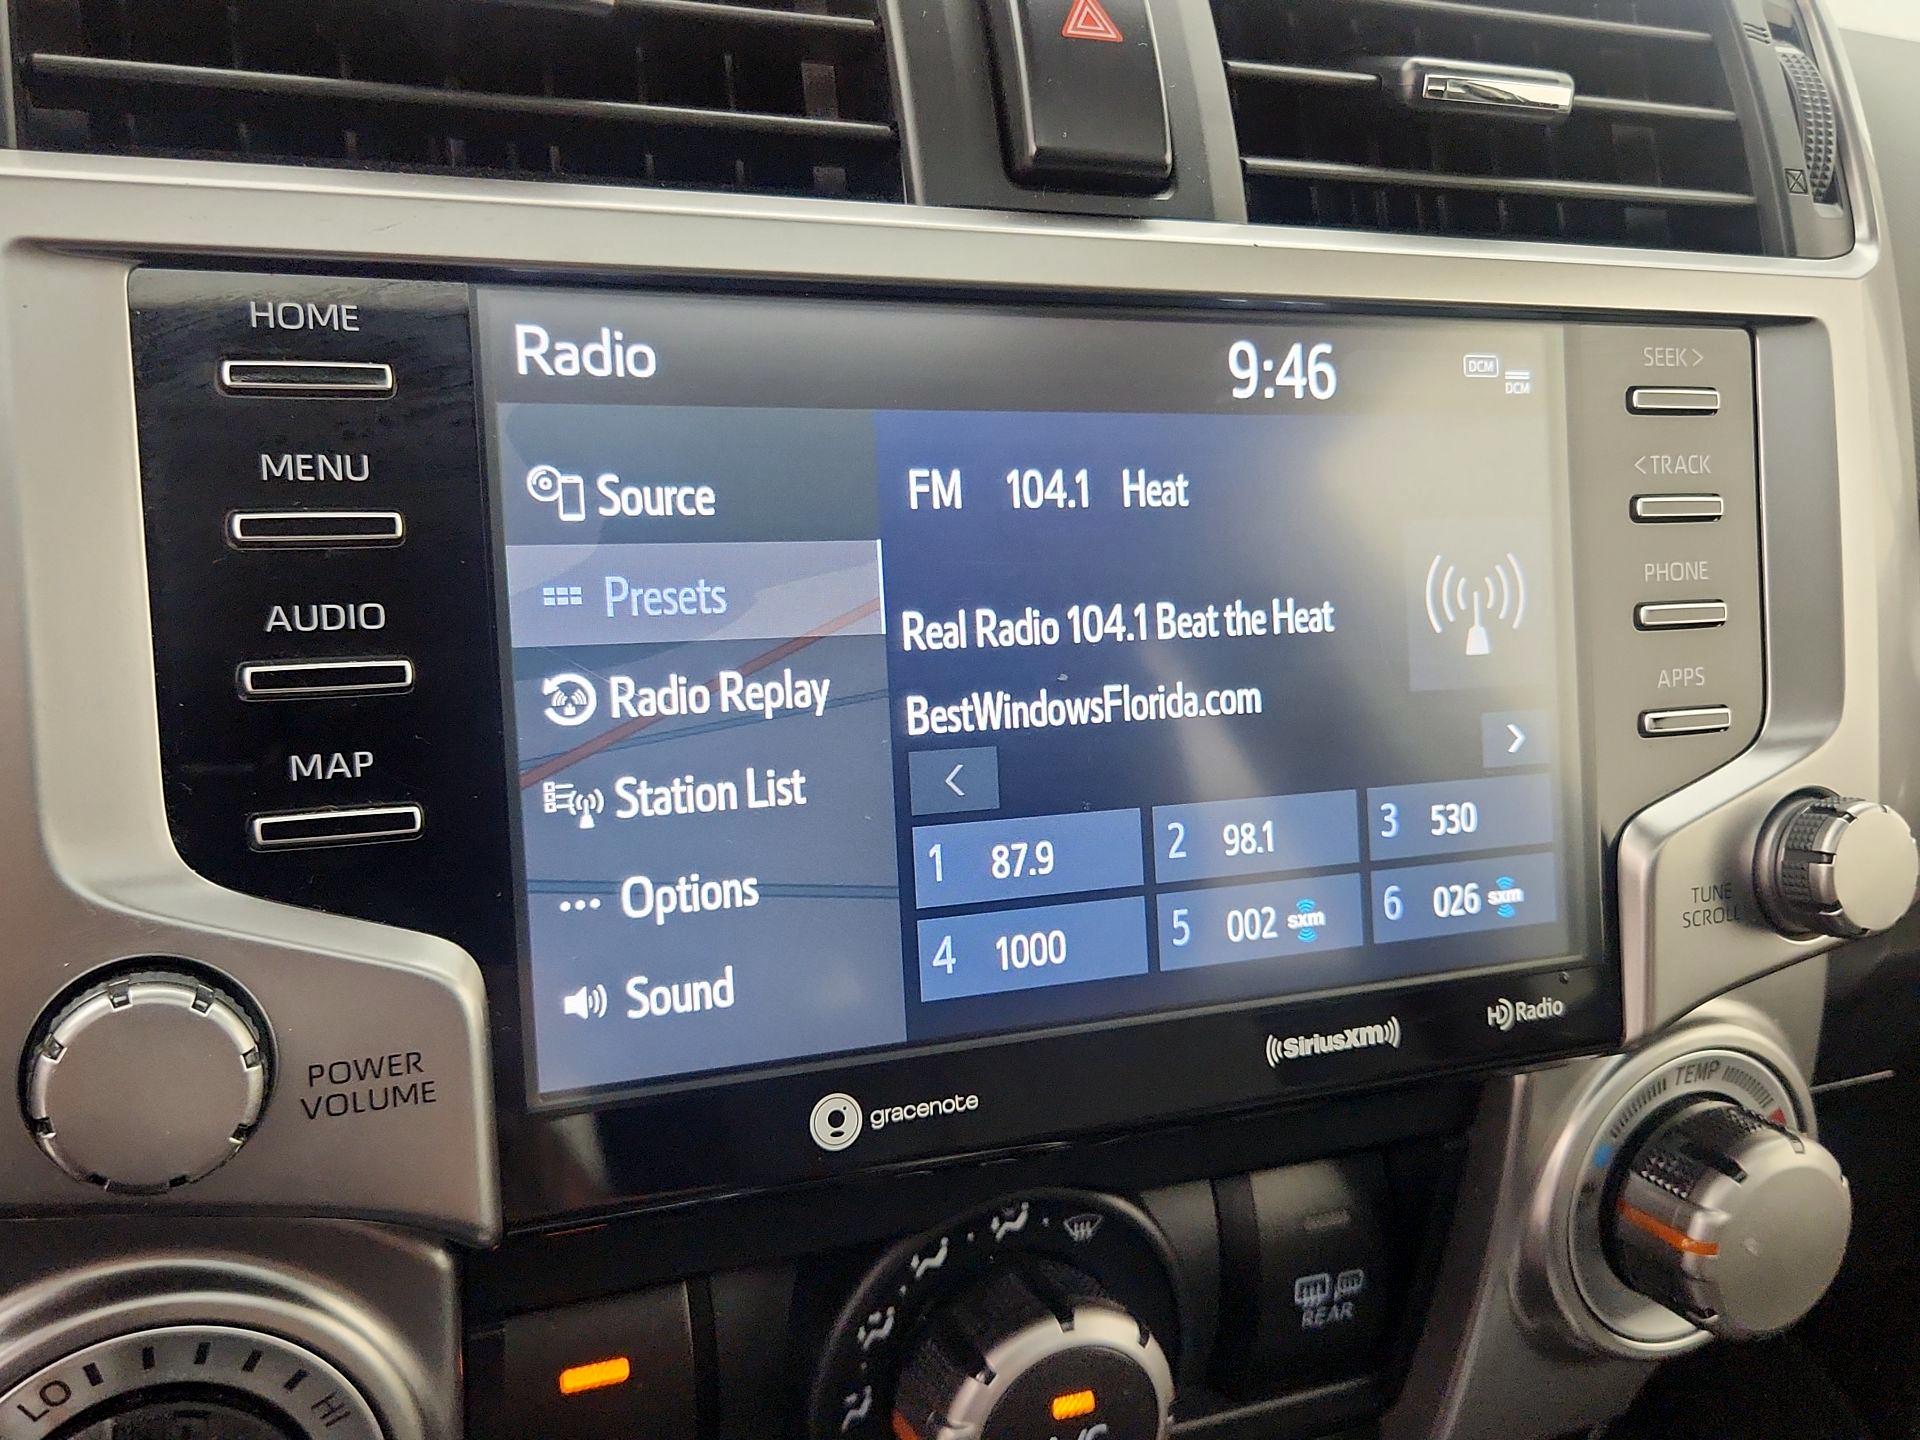 HOME
MENU
AUDIO
MAP
POWER
VOLUME
Radio
9:46
DCM
DCM
Source
Presets
Radio Replay
Station List
Options
Sound
FM 104.1 Heat
Real Radio 104.1 Beat the Heat
BestWindowsFlorida.com
<
>
1 87.9
2 98.1
3 530
4 1000
5 002 sxm
6 026 sxm
SEEK >
< TRACK
PHONE
APPS
TUNE
SCROLL
gracenote
((SiriusXM))
HD Radio
TEMP
REAR
LO
HI